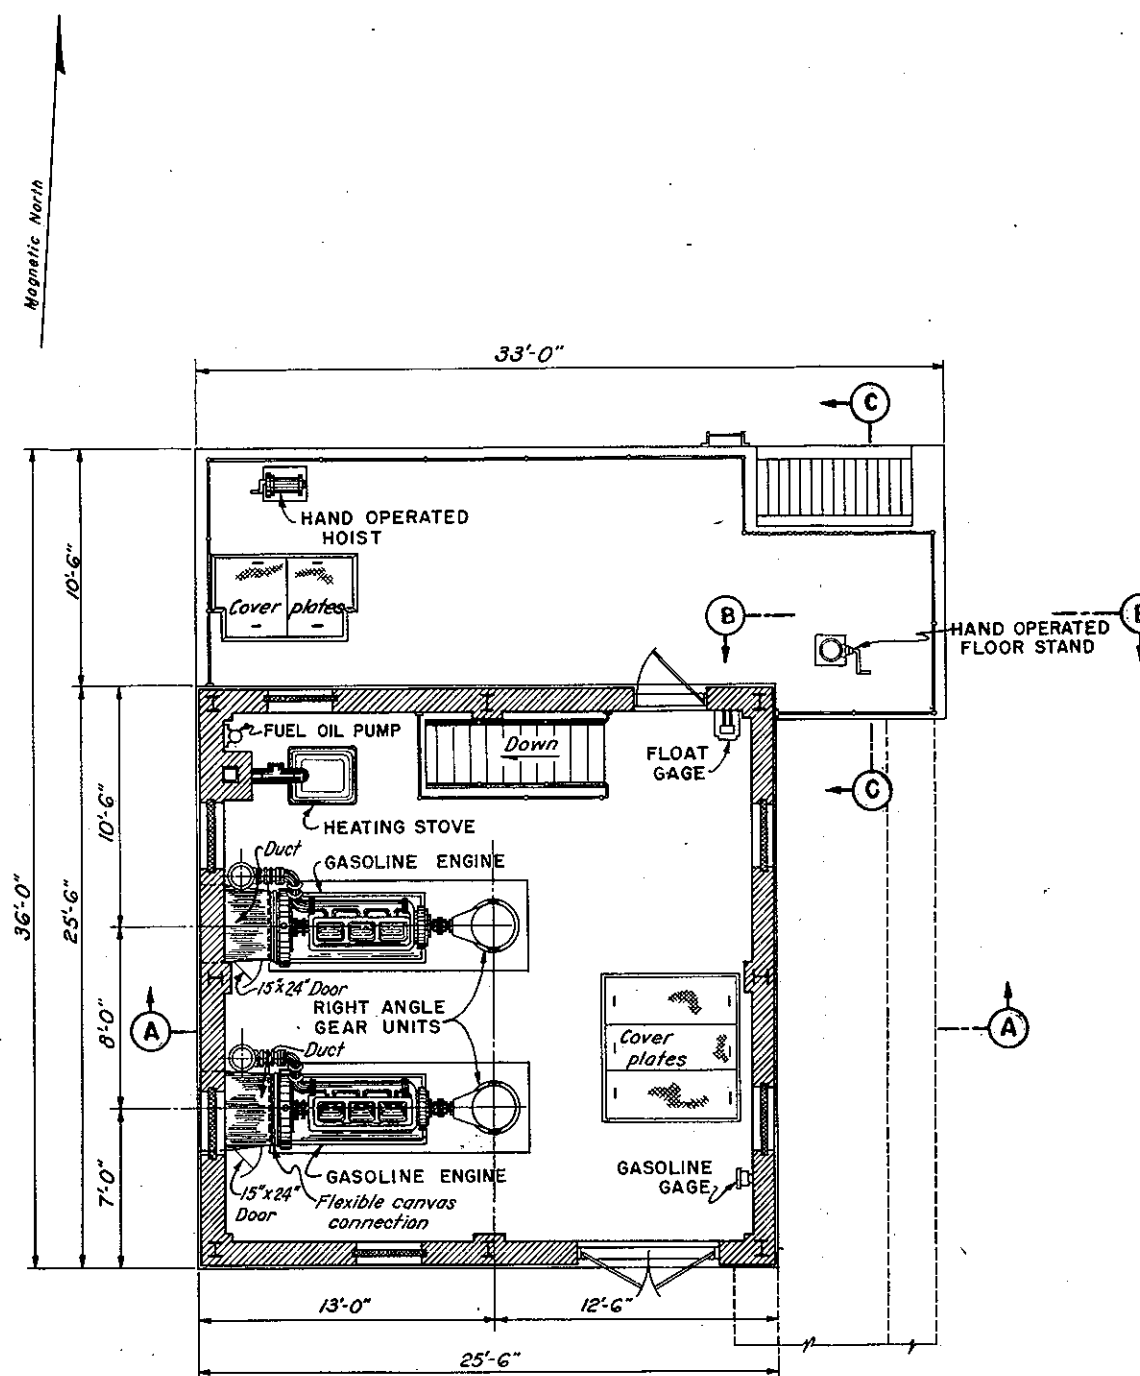 Magnetic North
33'-0"
C
HAND OPERATED
HOIST
10'-6"
Cover plates
B
B
HAND OPERATED
FLOOR STAND
FUEL OIL PUMP
Down
FLOAT
GAGE
C
HEATING STOVE
10'-6"
Duct
GASOLINE ENGINE
36'-0"
25'-6"
15"x24" Door
RIGHT ANGLE
GEAR UNITS
8'-0"
A
A
Cover
plates
Duct
GASOLINE ENGINE
GASOLINE
GAGE
7'-0"
15"x24"
Door
Flexible canvas
connection
13'-0"
12'-6"
25'-6"